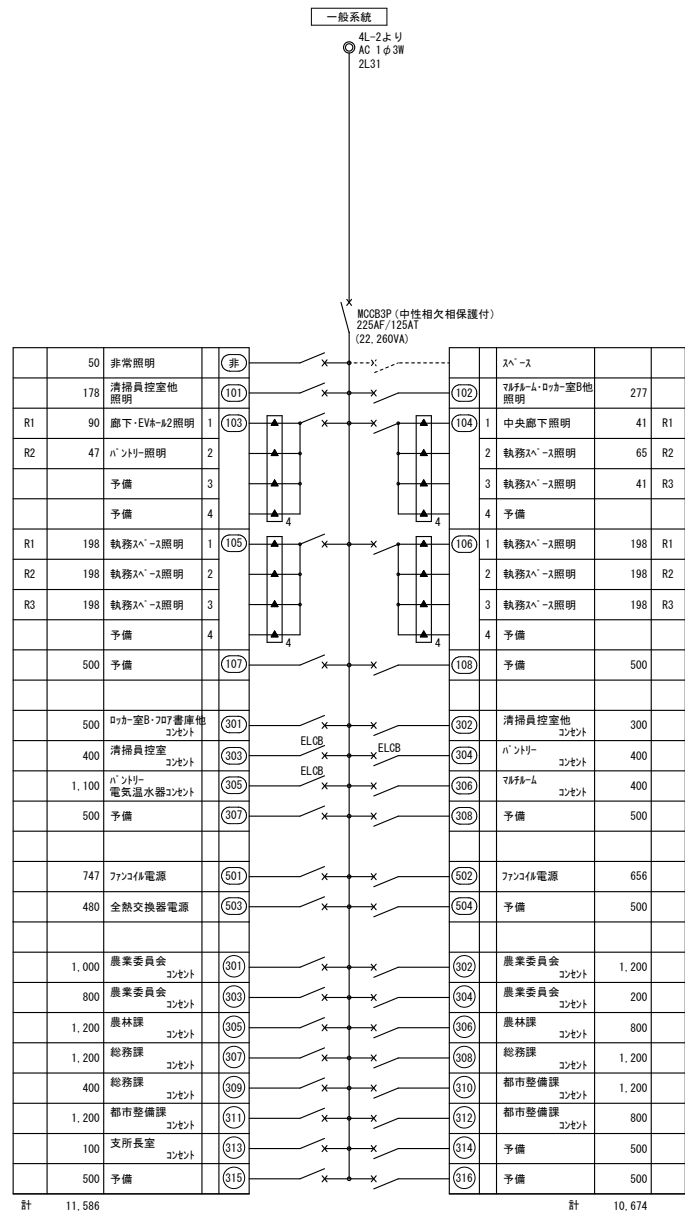 一般系統
4L-2より
AC 1φ3W
2L31
MCCB3P(中性相欠相保護付)
225AF/125AT
(22,260VA)
50 非常照明 非 スペース
178 清掃員控室他 照明 101 102 マルチルーム・ロッカー室B他 照明 277
R1 90 廊下・EVホール2照明 1 103 104 1 中央廊下照明 41 R1
R2 47 パントリー照明 2 2 執務スペース照明 65 R2
予備 3 3 執務スペース照明 41 R3
予備 4 4 4 4 予備
R1 198 執務スペース照明 1 105 106 1 執務スペース照明 198 R1
R2 198 執務スペース照明 2 2 執務スペース照明 198 R2
R3 198 執務スペース照明 3 3 執務スペース照明 198 R3
予備 4 4 4 4 予備
500 予備 107 108 予備 500
500 ロッカー室B・フロア書庫他 コンセント 301 302 清掃員控室他 コンセント 300
400 清掃員控室 コンセント 303 ELCB ELCB 304 パントリー コンセント 400
1,100 パントリー 電気温水器コンセント 305 ELCB 306 マルチルーム コンセント 400
500 予備 307 308 予備 500
747 ファンコイル電源 501 502 ファンコイル電源 656
480 全熱交換器電源 503 504 予備 500
1,000 農業委員会 コンセント 301 302 農業委員会 コンセント 1,200
800 農業委員会 コンセント 303 304 農業委員会 コンセント 200
1,200 農林課 コンセント 305 306 農林課 コンセント 800
1,200 総務課 コンセント 307 308 総務課 コンセント 1,200
400 総務課 コンセント 309 310 都市整備課 コンセント 1,200
1,200 都市整備課 コンセント 311 312 都市整備課 コンセント 800
100 支所長室 コンセント 313 314 予備 500
500 予備 315 316 予備 500
計 11,586 計 10,674